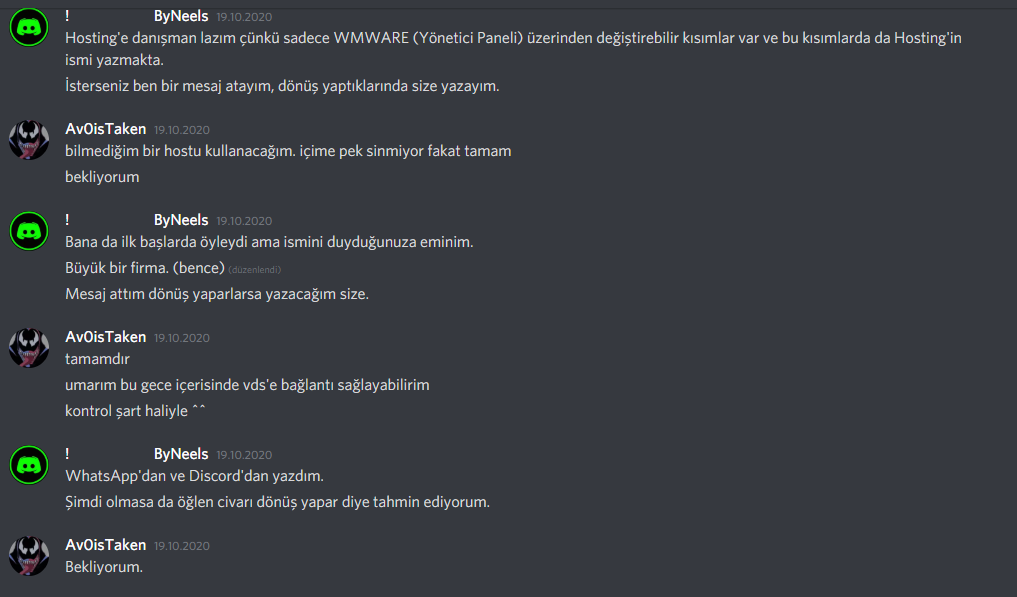 ! ByNeels 19.10.2020
Hosting'e danışman lazım çünkü sadece WMWARE (Yönetici Paneli) üzerinden değiştirebilir kısımlar var ve bu kısımlarda da Hosting'in
ismi yazmakta.
İsterseniz ben bir mesaj atayım, dönüş yaptıklarında size yazayım.
Av0isTaken 19.10.2020
bilmediğim bir hostu kullanacağım. içime pek sinmiyor fakat tamam
bekliyorum
! ByNeels 19.10.2020
Bana da ilk başlarda öyleydi ama ismini duyduğunuza eminim.
Büyük bir firma. (bence) (düzenlendi)
Mesaj attım dönüş yaparlarsa yazacağım size.
Av0isTaken 19.10.2020
tamamdır
umarım bu gece içerisinde vds'e bağlantı sağlayabilirim
kontrol şart haliyle ^^
! ByNeels 19.10.2020
WhatsApp'dan ve Discord'dan yazdım.
Şimdi olmasa da öğlen civarı dönüş yapar diye tahmin ediyorum.
Av0isTaken 19.10.2020
Bekliyorum.